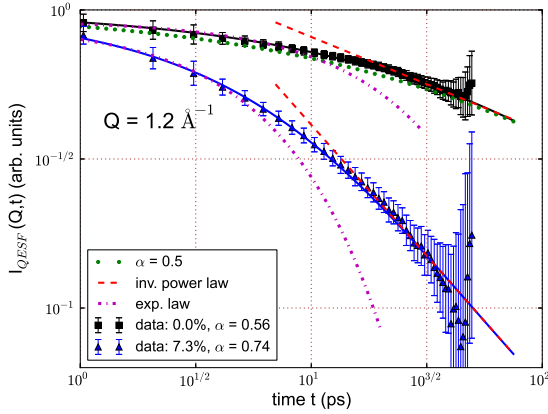 I_QESF (Q,t) (arb. units)
10^0
10^{-1/2}
10^{-1}
Q = 1.2 Å^{-1}
α = 0.5
inv. power law
exp. law
data: 0.0%, α = 0.56
data: 7.3%, α = 0.74
10^0 10^{1/2} 10^1 10^{3/2} 10^2
time t (ps)